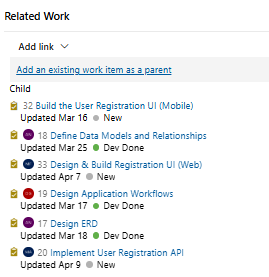 Related Work
Add link
Add an existing work item as a parent
Child
32 Build the User Registration UI (Mobile)
Updated Mar 16 New
18 Define Data Models and Relationships
Updated Mar 25 Dev Done
33 Design & Build Registration UI (Web)
Updated Apr 7 New
19 Design Application Workflows
Updated Mar 17 Dev Done
17 Design ERD
Updated Mar 18 Dev Done
20 Implement User Registration API
Updated Apr 9 New